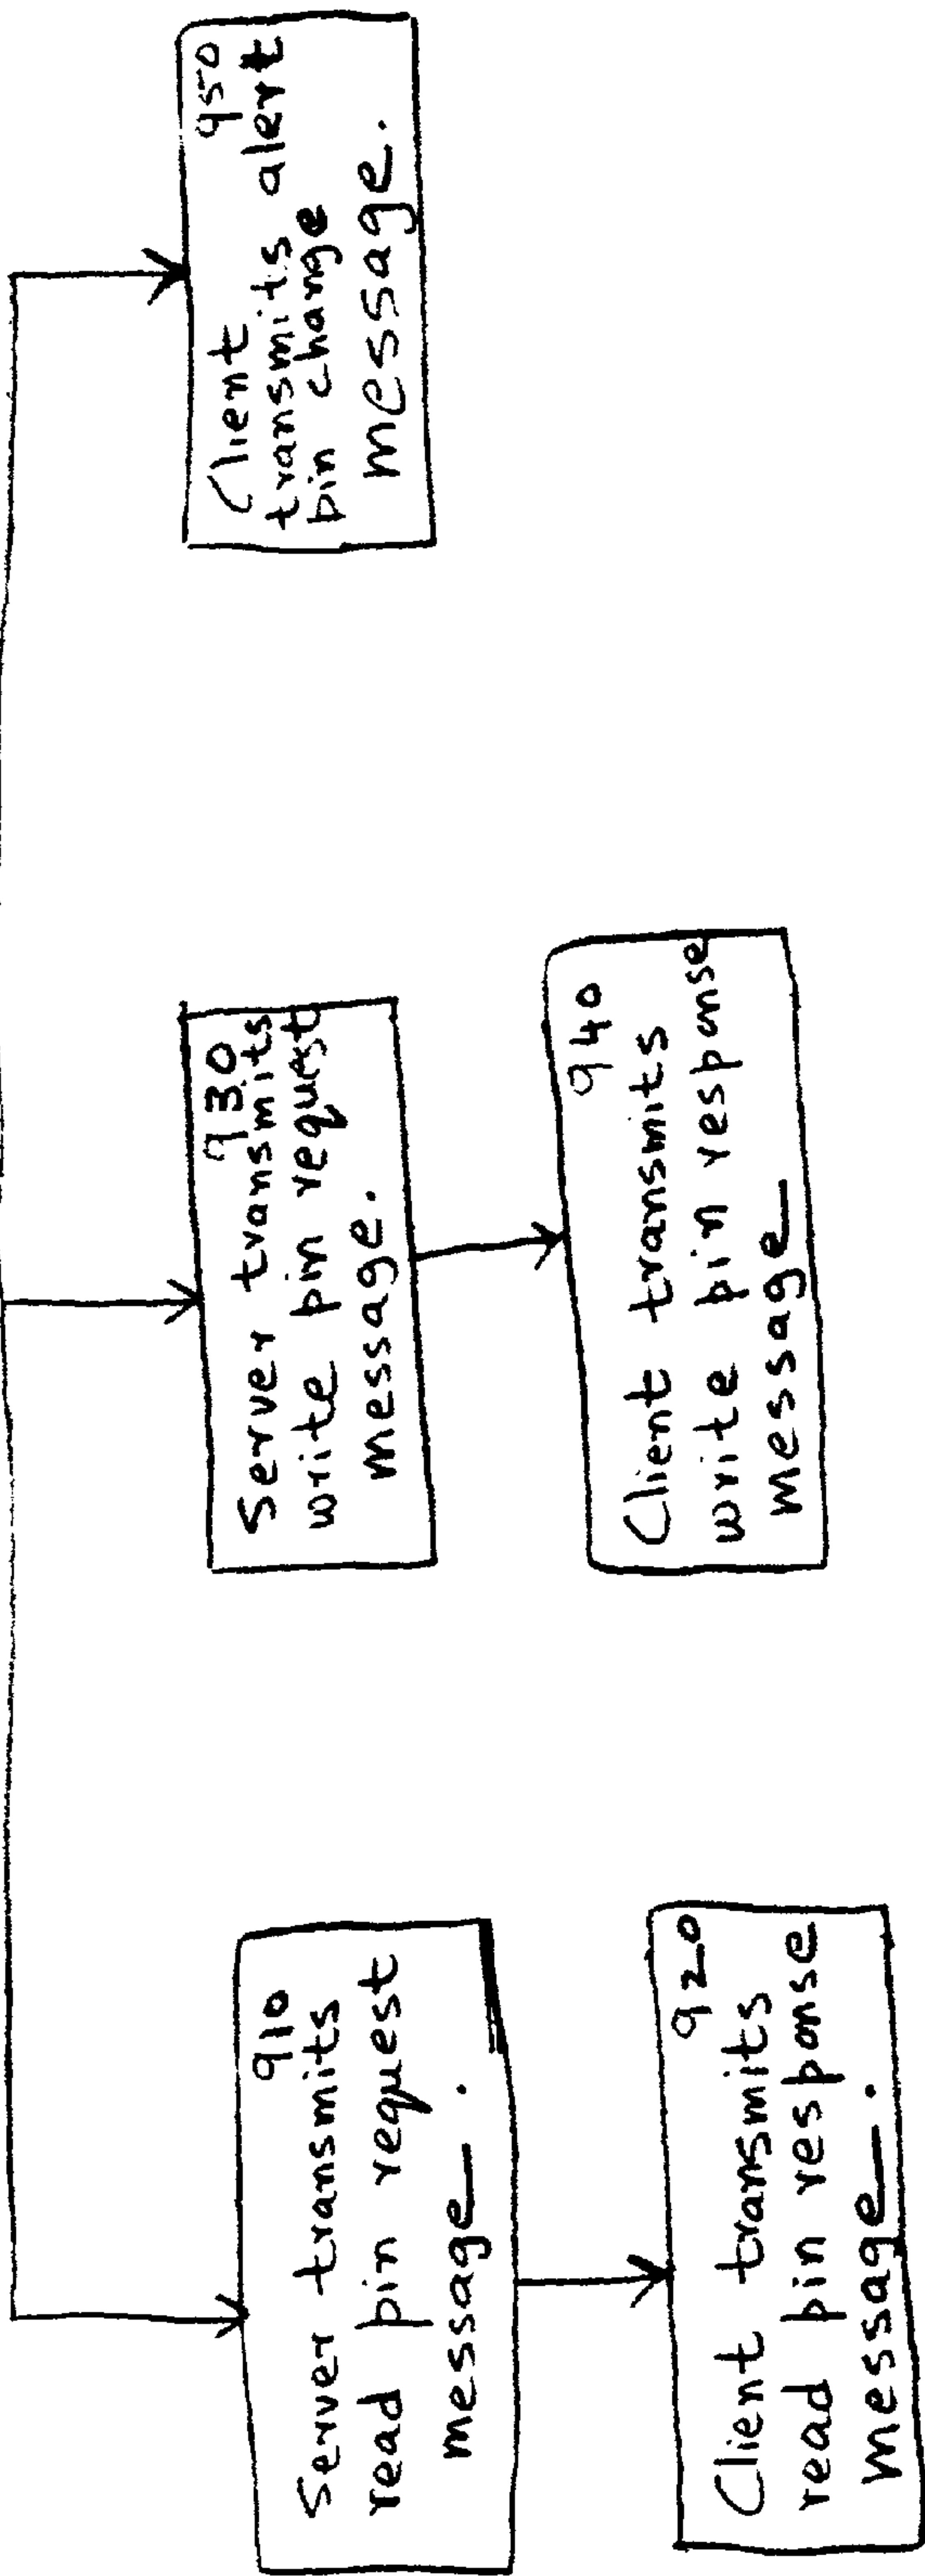 910
Server transmits
read pin request
message.
920
Client transmits
read pin response
message.
930
Server transmits
write pin request
message.
940
Client transmits
write pin response
message
950
Client
transmits alert
pin change
message.